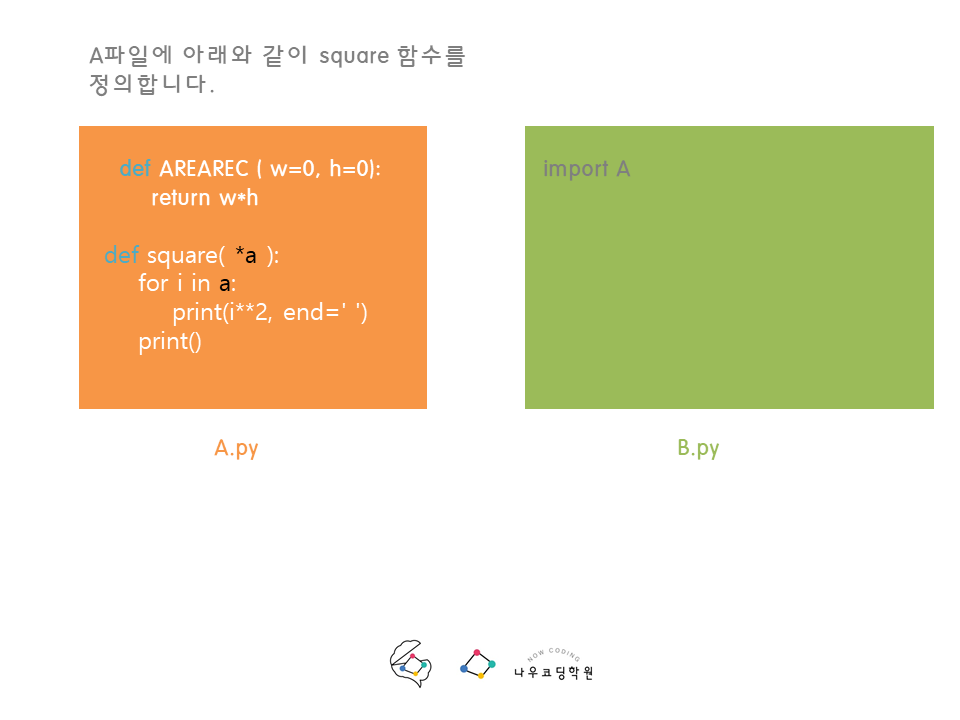 A파일에 아래와 같이 square 함수를
정의합니다.
def AREAREC ( w=0, h=0):
return w*h
def square( *a ):
for i in a:
print(i**2, end=' ')
print()
import A
A.py
B.py
NOW CODING
나우코딩학원